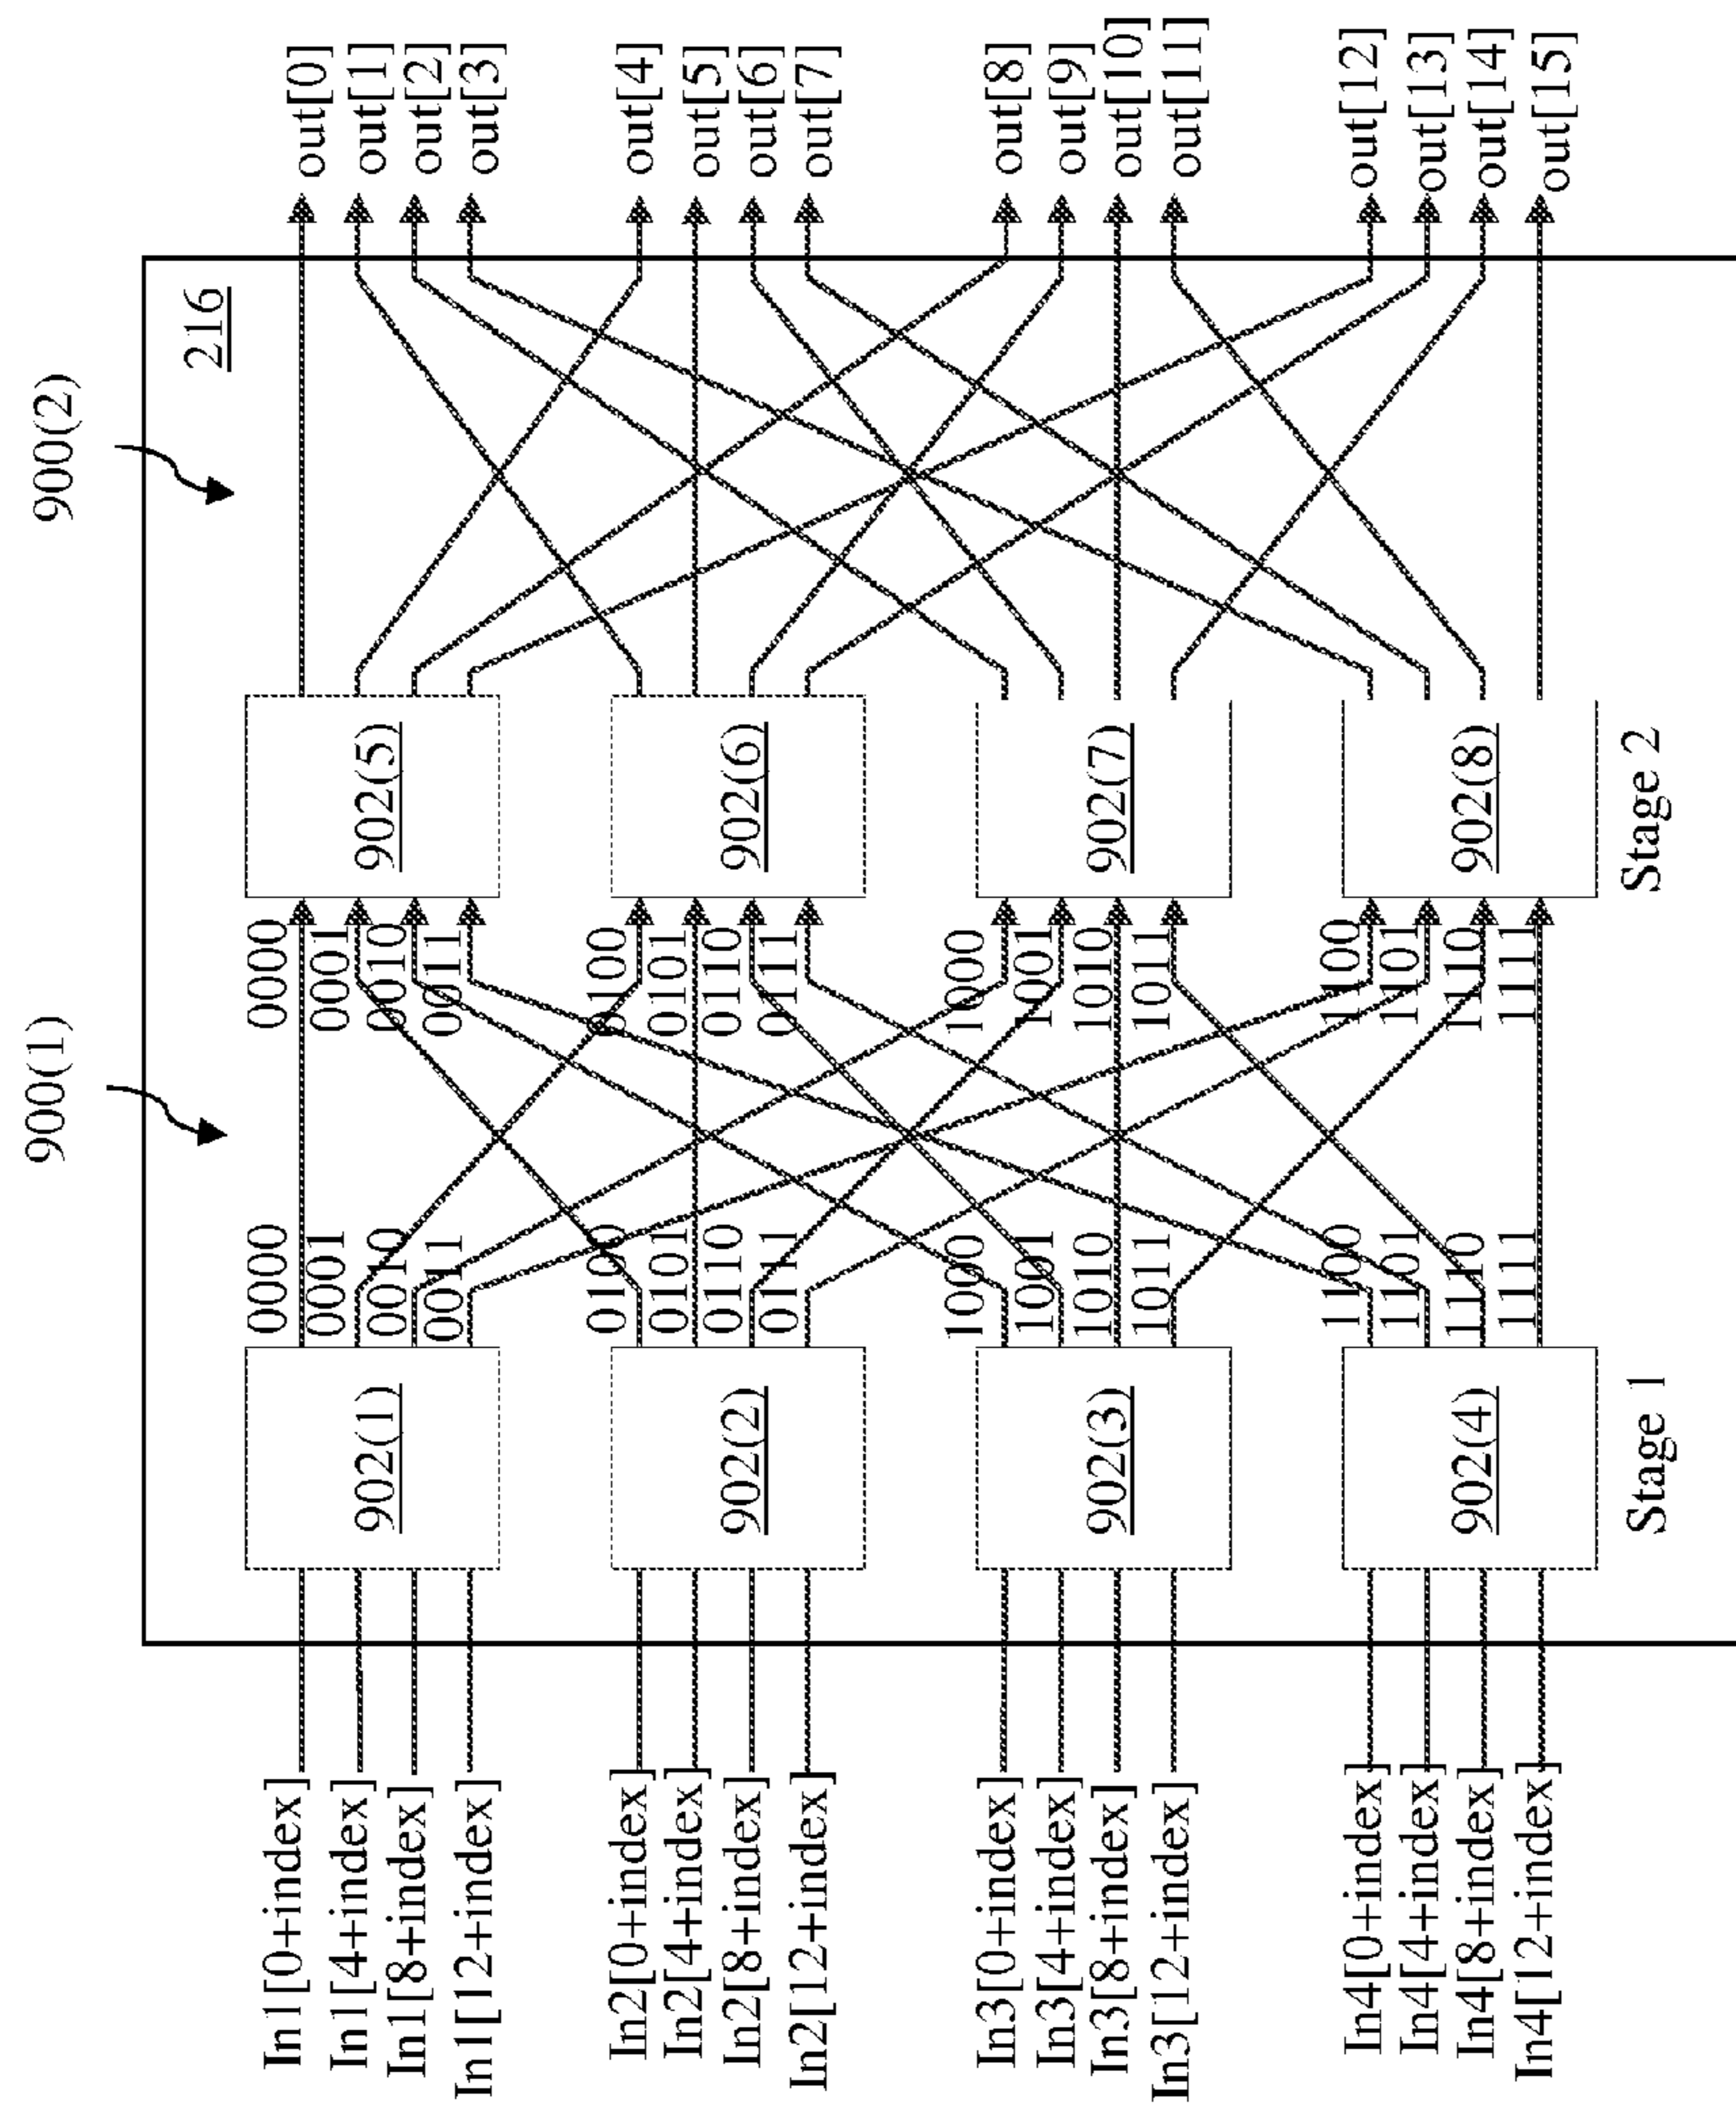 900(1)
900(2)
216
In1[0+index]
In1[4+index]
In1[8+index]
In1[12+index]
In2[0+index]
In2[4+index]
In2[8+index]
In2[12+index]
In3[0+index]
In3[4+index]
In3[8+index]
In3[12+index]
In4[0+index]
In4[4+index]
In4[8+index]
In4[12+index]
902(1)
902(2)
902(3)
902(4)
Stage 1
0000
0001
0010
0011
0100
0101
0110
0111
1000
1001
1010
1011
1100
1101
1110
1111
0000
0001
0010
0011
0100
0101
0110
0111
1000
1001
1010
1011
1100
1101
1110
1111
902(5)
902(6)
902(7)
902(8)
Stage 2
out[0]
out[1]
out[2]
out[3]
out[4]
out[5]
out[6]
out[7]
out[8]
out[9]
out[10]
out[11]
out[12]
out[13]
out[14]
out[15]